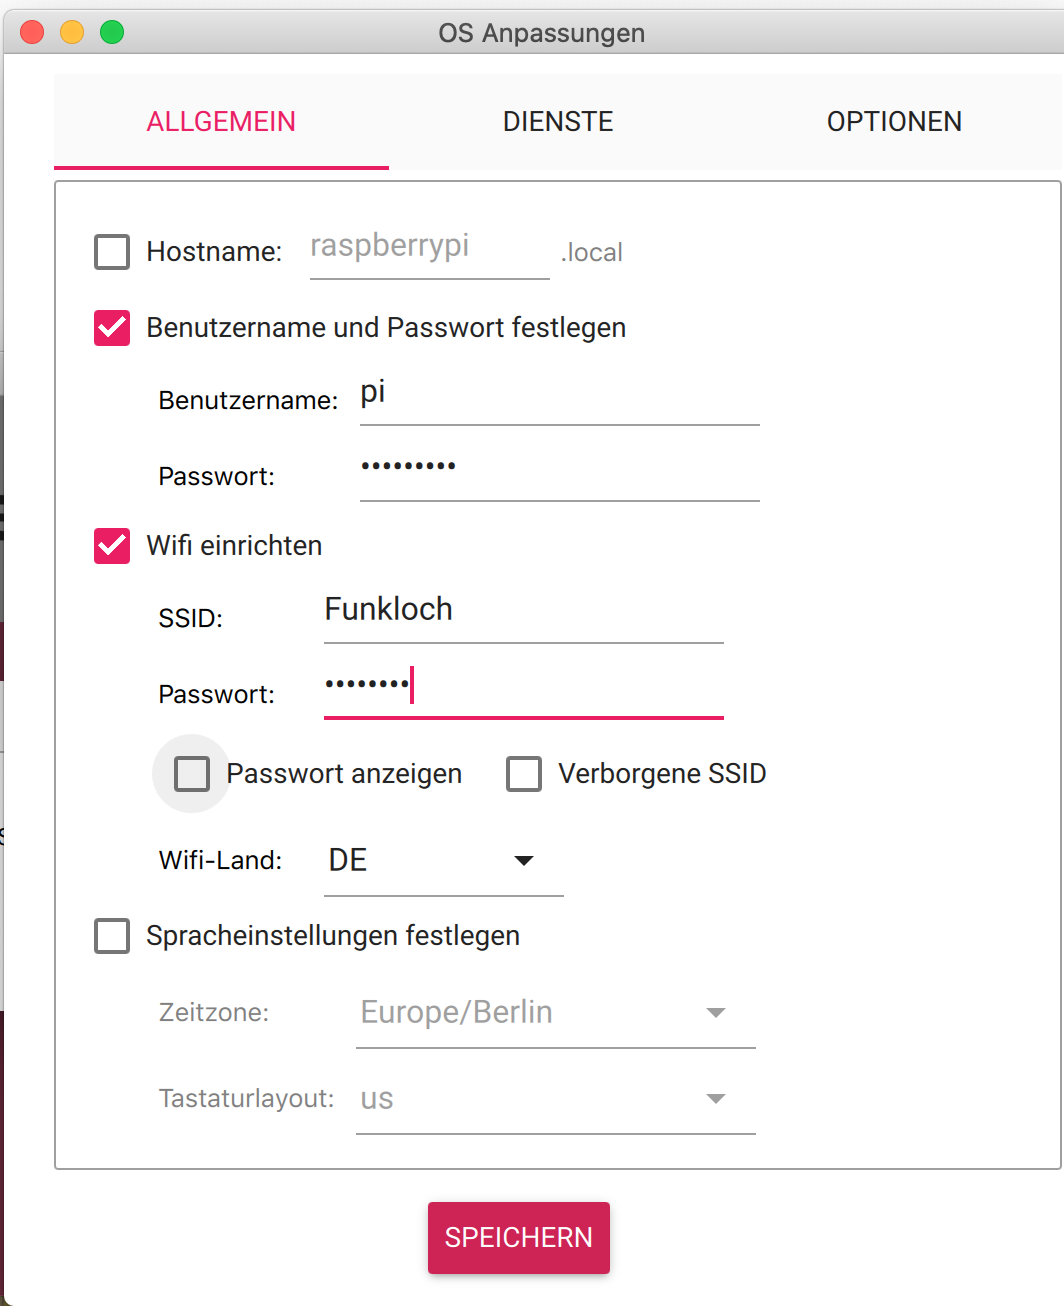 OS Anpassungen
ALLGEMEIN DIENSTE OPTIONEN
Hostname: raspberrypi .local
Benutzername und Passwort festlegen
Benutzername: pi
Passwort: •••••••••
Wifi einrichten
SSID: Funkloch
Passwort: ••••••••
Passwort anzeigen Verborgene SSID
Wifi-Land: DE
Spracheinstellungen festlegen
Zeitzone: Europe/Berlin
Tastaturlayout: us
SPEICHERN